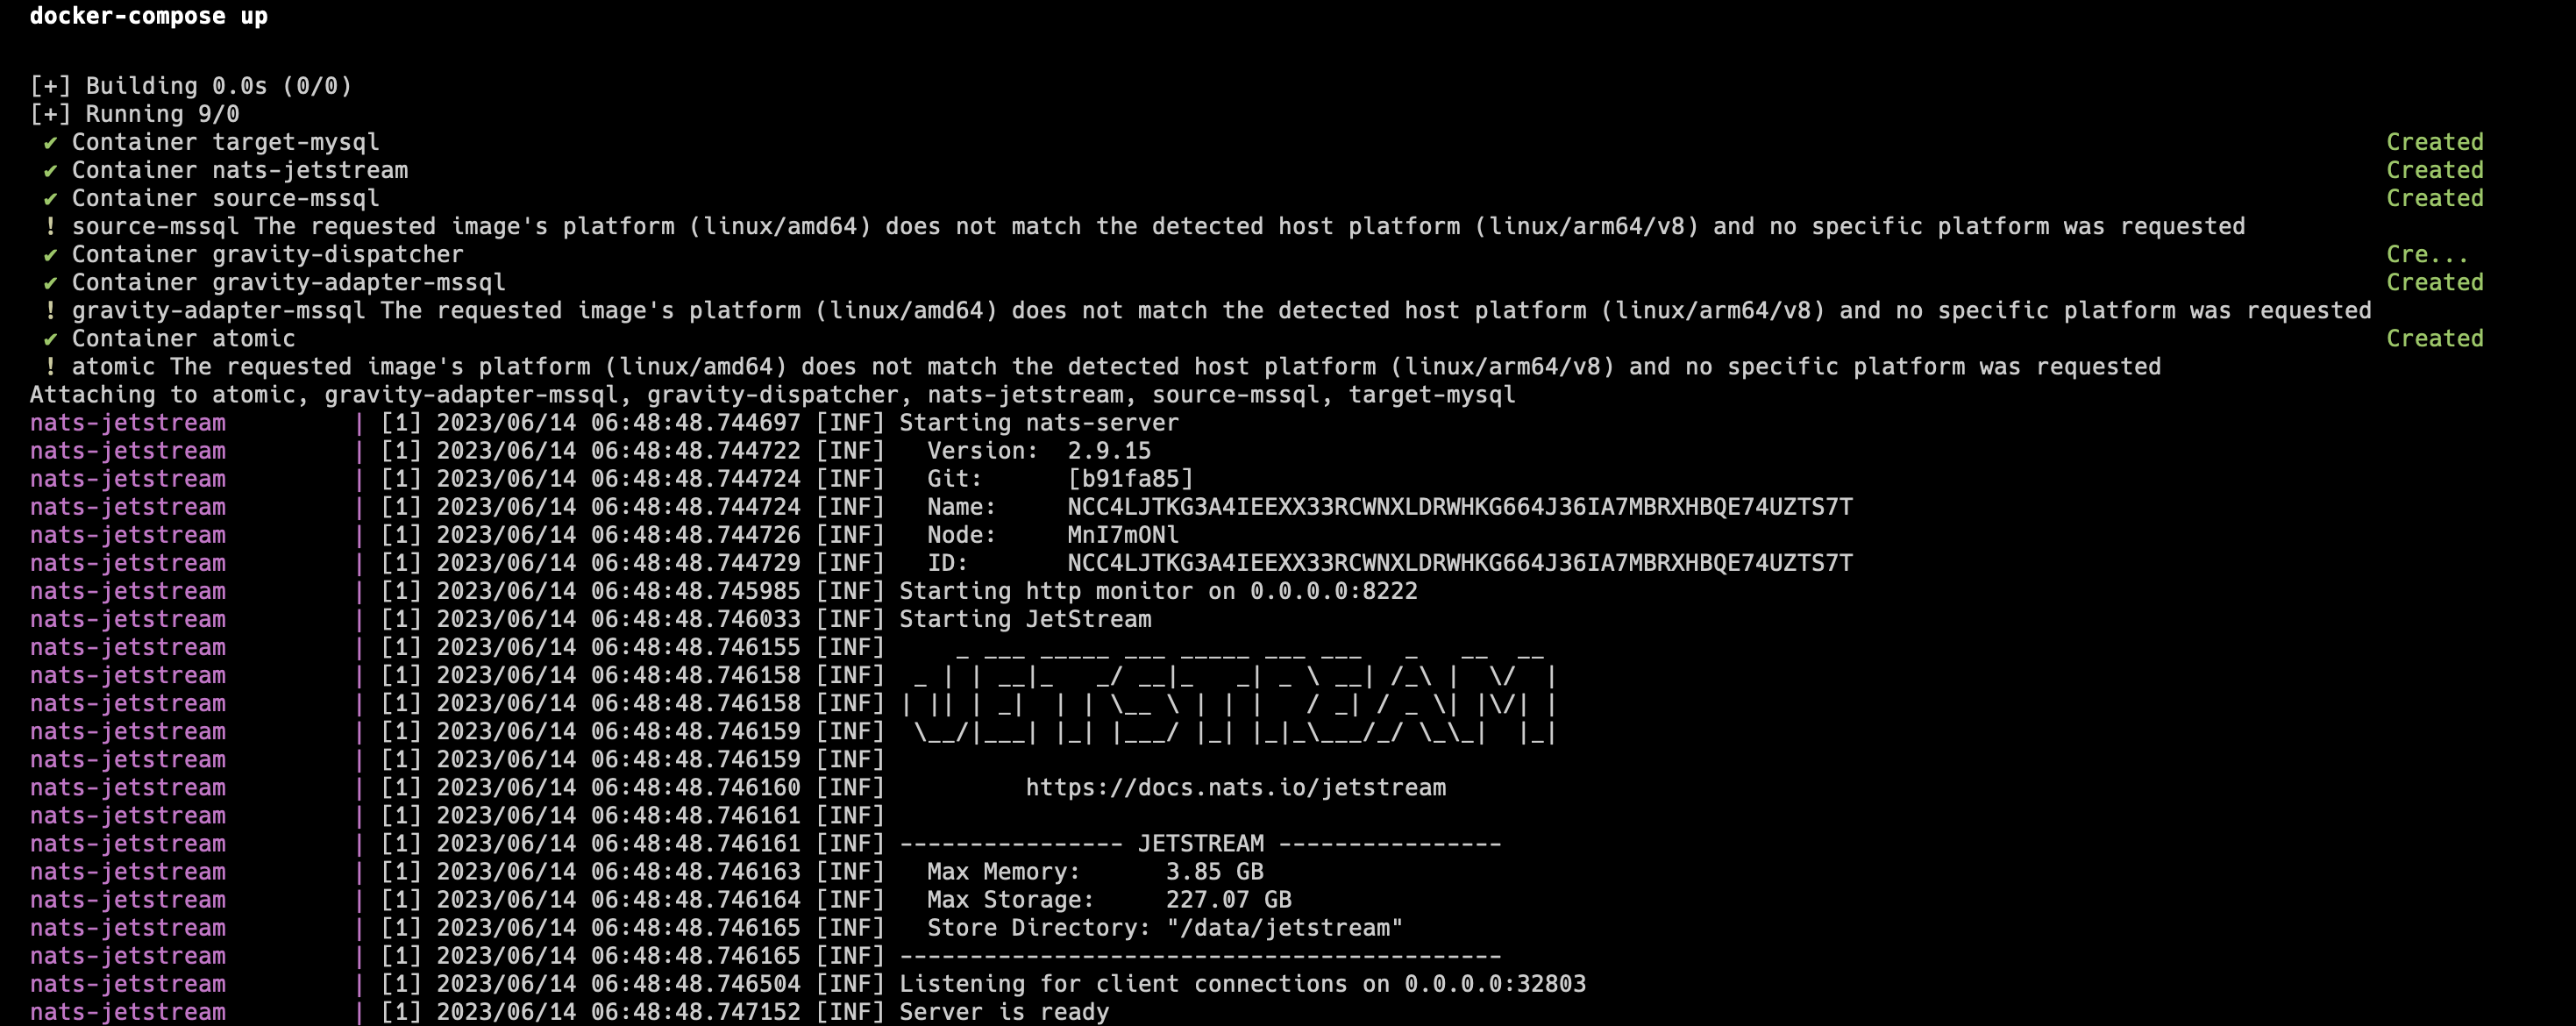 docker-compose up
[+] Building 0.0s (0/0)
[+] Running 9/0
 ✔ Container target-mysql                                                                                                                                               Created
 ✔ Container nats-jetstream                                                                                                                                             Created
 ✔ Container source-mssql                                                                                                                                               Created
 ! source-mssql The requested image's platform (linux/amd64) does not match the detected host platform (linux/arm64/v8) and no specific platform was requested
 ✔ Container gravity-dispatcher                                                                                                                                         Cre...
 ✔ Container gravity-adapter-mssql                                                                                                                                      Created
 ! gravity-adapter-mssql The requested image's platform (linux/amd64) does not match the detected host platform (linux/arm64/v8) and no specific platform was requested
 ✔ Container atomic                                                                                                                                                     Created
 ! atomic The requested image's platform (linux/amd64) does not match the detected host platform (linux/arm64/v8) and no specific platform was requested
Attaching to atomic, gravity-adapter-mssql, gravity-dispatcher, nats-jetstream, source-mssql, target-mysql
nats-jetstream         | [1] 2023/06/14 06:48:48.744697 [INF] Starting nats-server
nats-jetstream         | [1] 2023/06/14 06:48:48.744722 [INF]   Version:  2.9.15
nats-jetstream         | [1] 2023/06/14 06:48:48.744724 [INF]   Git:      [b91fa85]
nats-jetstream         | [1] 2023/06/14 06:48:48.744724 [INF]   Name:     NCC4LJTKG3A4IEEXX33RCWNXLDRWHKG664J36IA7MBRXHBQE74UZTS7T
nats-jetstream         | [1] 2023/06/14 06:48:48.744726 [INF]   Node:     MnI7mONl
nats-jetstream         | [1] 2023/06/14 06:48:48.744729 [INF]   ID:       NCC4LJTKG3A4IEEXX33RCWNXLDRWHKG664J36IA7MBRXHBQE74UZTS7T
nats-jetstream         | [1] 2023/06/14 06:48:48.745985 [INF] Starting http monitor on 0.0.0.0:8222
nats-jetstream         | [1] 2023/06/14 06:48:48.746033 [INF] Starting JetStream
nats-jetstream         | [1] 2023/06/14 06:48:48.746155 [INF]     _ ___ _____ ___ _____ ___ ___   _   __  __
nats-jetstream         | [1] 2023/06/14 06:48:48.746158 [INF]  _ | | __|_   _/ __|_   _| _ \ __| /_\ |  \/  |
nats-jetstream         | [1] 2023/06/14 06:48:48.746158 [INF] | || | _|  | | \__ \ | | |   / _| / _ \| |\/| |
nats-jetstream         | [1] 2023/06/14 06:48:48.746159 [INF]  \__/|___| |_| |___/ |_| |_|_\___/_/ \_\_|  |_|
nats-jetstream         | [1] 2023/06/14 06:48:48.746159 [INF]
nats-jetstream         | [1] 2023/06/14 06:48:48.746160 [INF]          https://docs.nats.io/jetstream
nats-jetstream         | [1] 2023/06/14 06:48:48.746161 [INF]
nats-jetstream         | [1] 2023/06/14 06:48:48.746161 [INF] ---------------- JETSTREAM ----------------
nats-jetstream         | [1] 2023/06/14 06:48:48.746163 [INF]   Max Memory:      3.85 GB
nats-jetstream         | [1] 2023/06/14 06:48:48.746164 [INF]   Max Storage:     227.07 GB
nats-jetstream         | [1] 2023/06/14 06:48:48.746165 [INF]   Store Directory: "/data/jetstream"
nats-jetstream         | [1] 2023/06/14 06:48:48.746165 [INF] -------------------------------------------
nats-jetstream         | [1] 2023/06/14 06:48:48.746504 [INF] Listening for client connections on 0.0.0.0:32803
nats-jetstream         | [1] 2023/06/14 06:48:48.747152 [INF] Server is ready